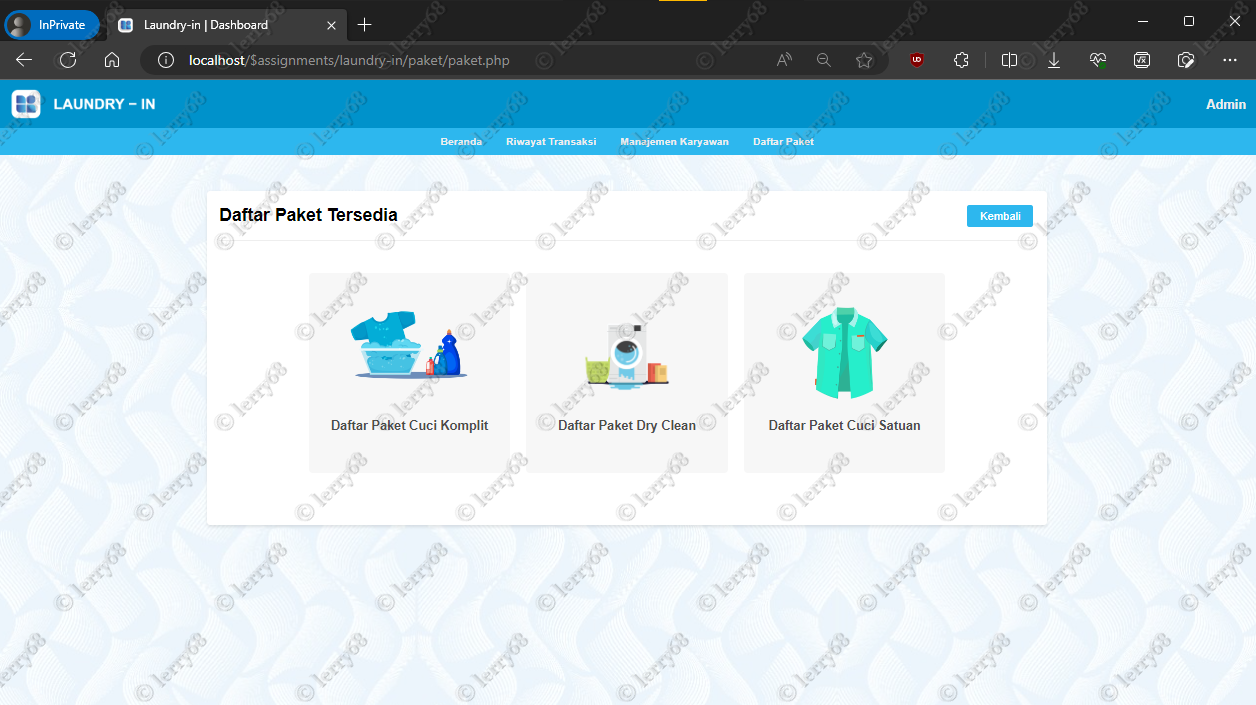 InPrivate
Laundry-in | Dashboard
localhost/$assignments/laundry-in/paket/paket.php
LAUNDRY – IN
Admin
Beranda Riwayat Transaksi Manajemen Karyawan Daftar Paket
Daftar Paket Tersedia
Kembali
Daftar Paket Cuci Komplit
Daftar Paket Dry Clean
Daftar Paket Cuci Satuan
© lerry68